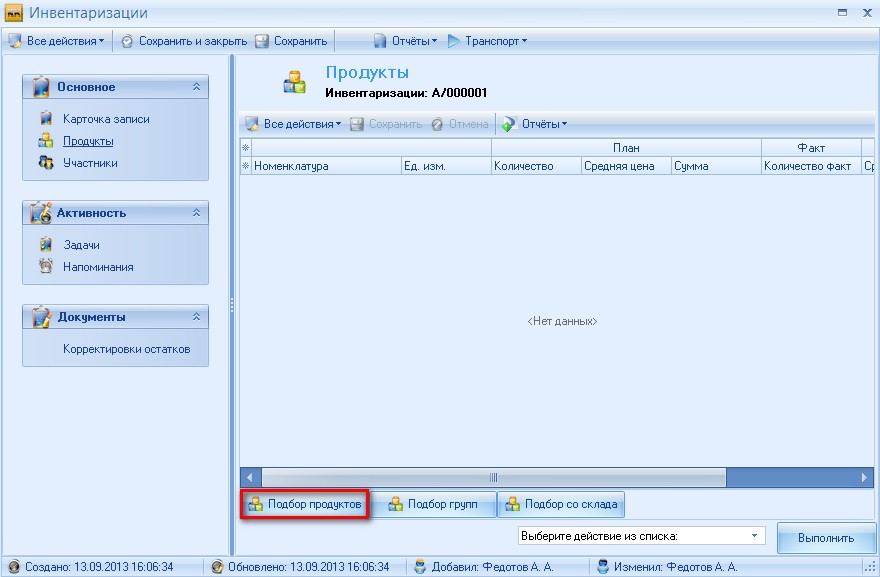 Инвентаризации
Все действия Сохранить и закрыть Сохранить Отчёты Транспорт
Основное
Карточка записи
Продукты
Участники
Активность
Задачи
Напоминания
Документы
Корректировки остатков
Продукты
Инвентаризации: А/000001
Все действия Сохранить Отмена Отчёты
План Факт
Номенклатура Ед. изм. Количество Средняя цена Сумма Количество факт Ср
<Нет данных>
Подбор продуктов Подбор групп Подбор со склада
Выберите действие из списка: Выполнить
Создано: 13.09.2013 16:06:34 Обновлено: 13.09.2013 16:06:34 Добавил: Федотов А. А. Изменил: Федотов А. А.